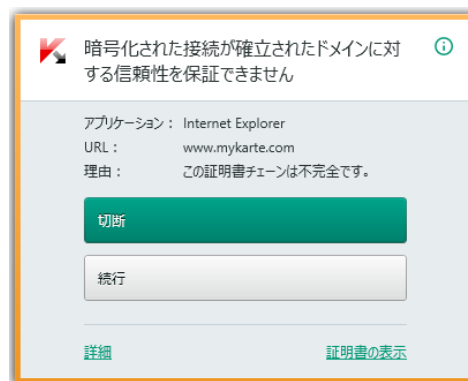 暗号化された接続が確立されたドメインに対
する信頼性を保証できません
アプリケーション： Internet Explorer
URL： www.mykarte.com
理由： この証明書チェーンは不完全です。
切断
続行
詳細 証明書の表示